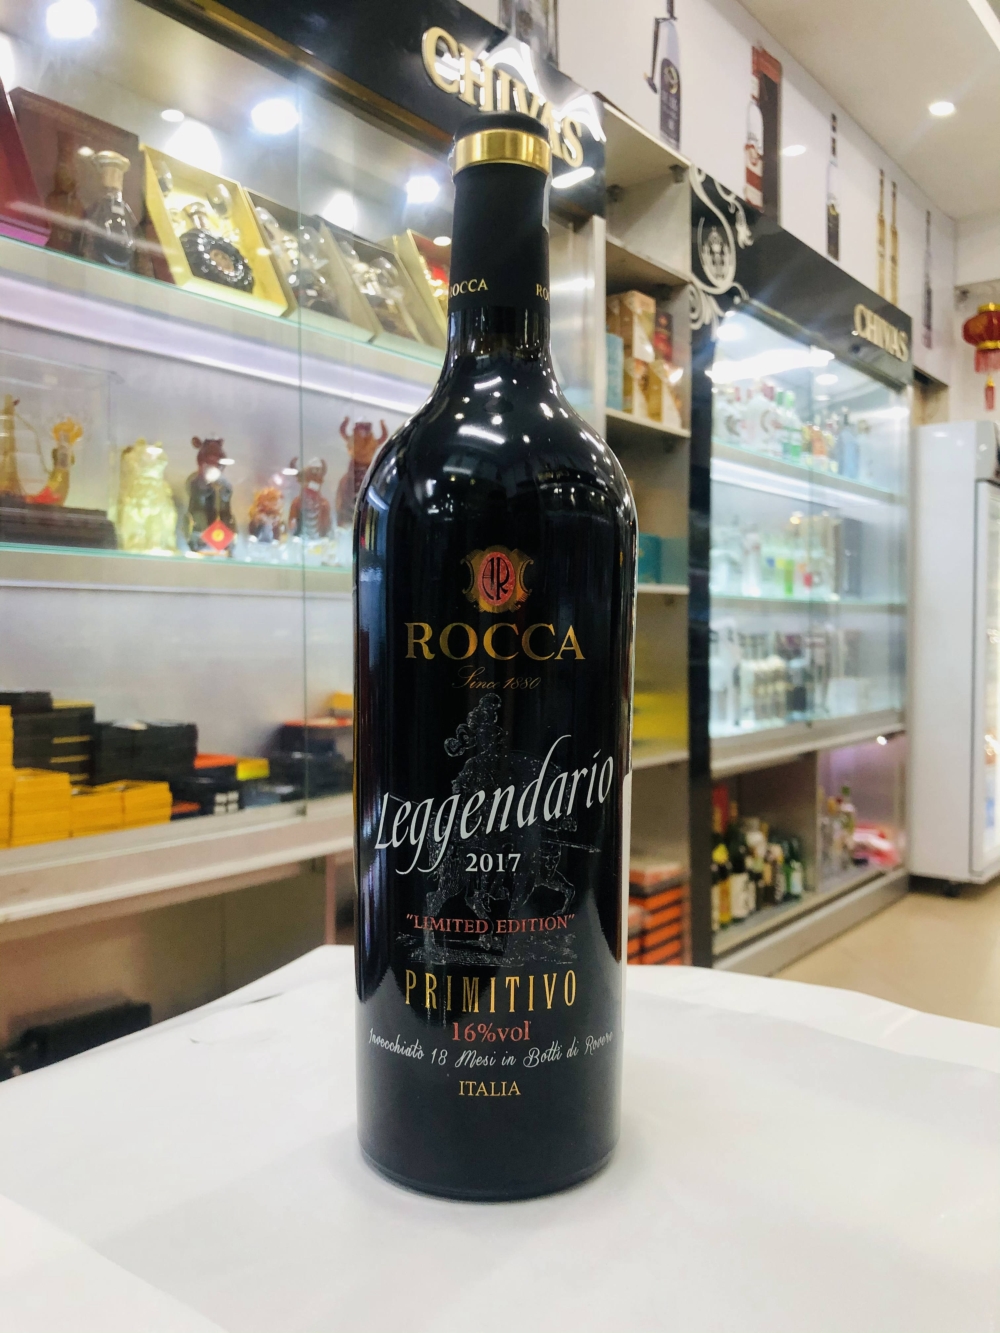 CHIVAS
CHIVAS
ROCCA
ROCCA
Since 1880
Leggendario
2017
"LIMITED EDITION"
PRIMITIVO
16%vol
Invecchiato 18 Mesi in Botti di Rovere
ITALIA